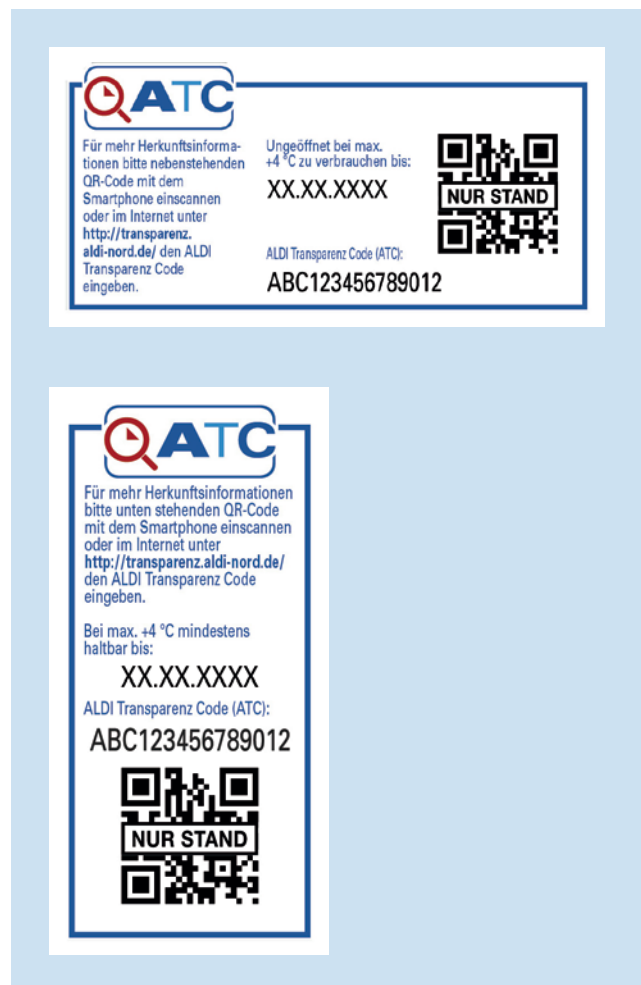 ATC
Für mehr Herkunftsinforma-
tionen bitte nebenstehenden
QR-Code mit dem
Smartphone einscannen
oder im Internet unter
http://transparenz.
aldi-nord.de/ den ALDI
Transparenz Code
eingeben.
Ungeöffnet bei max.
+4 °C zu verbrauchen bis:
XX.XX.XXXX
ALDI Transparenz Code (ATC):
ABC123456789012
NUR STAND
ATC
Für mehr Herkunftsinformationen
bitte unten stehenden QR-Code
mit dem Smartphone einscannen
oder im Internet unter
http://transparenz.aldi-nord.de/
den ALDI Transparenz Code
eingeben.
Bei max. +4 °C mindestens
haltbar bis:
XX.XX.XXXX
ALDI Transparenz Code (ATC):
ABC123456789012
NUR STAND